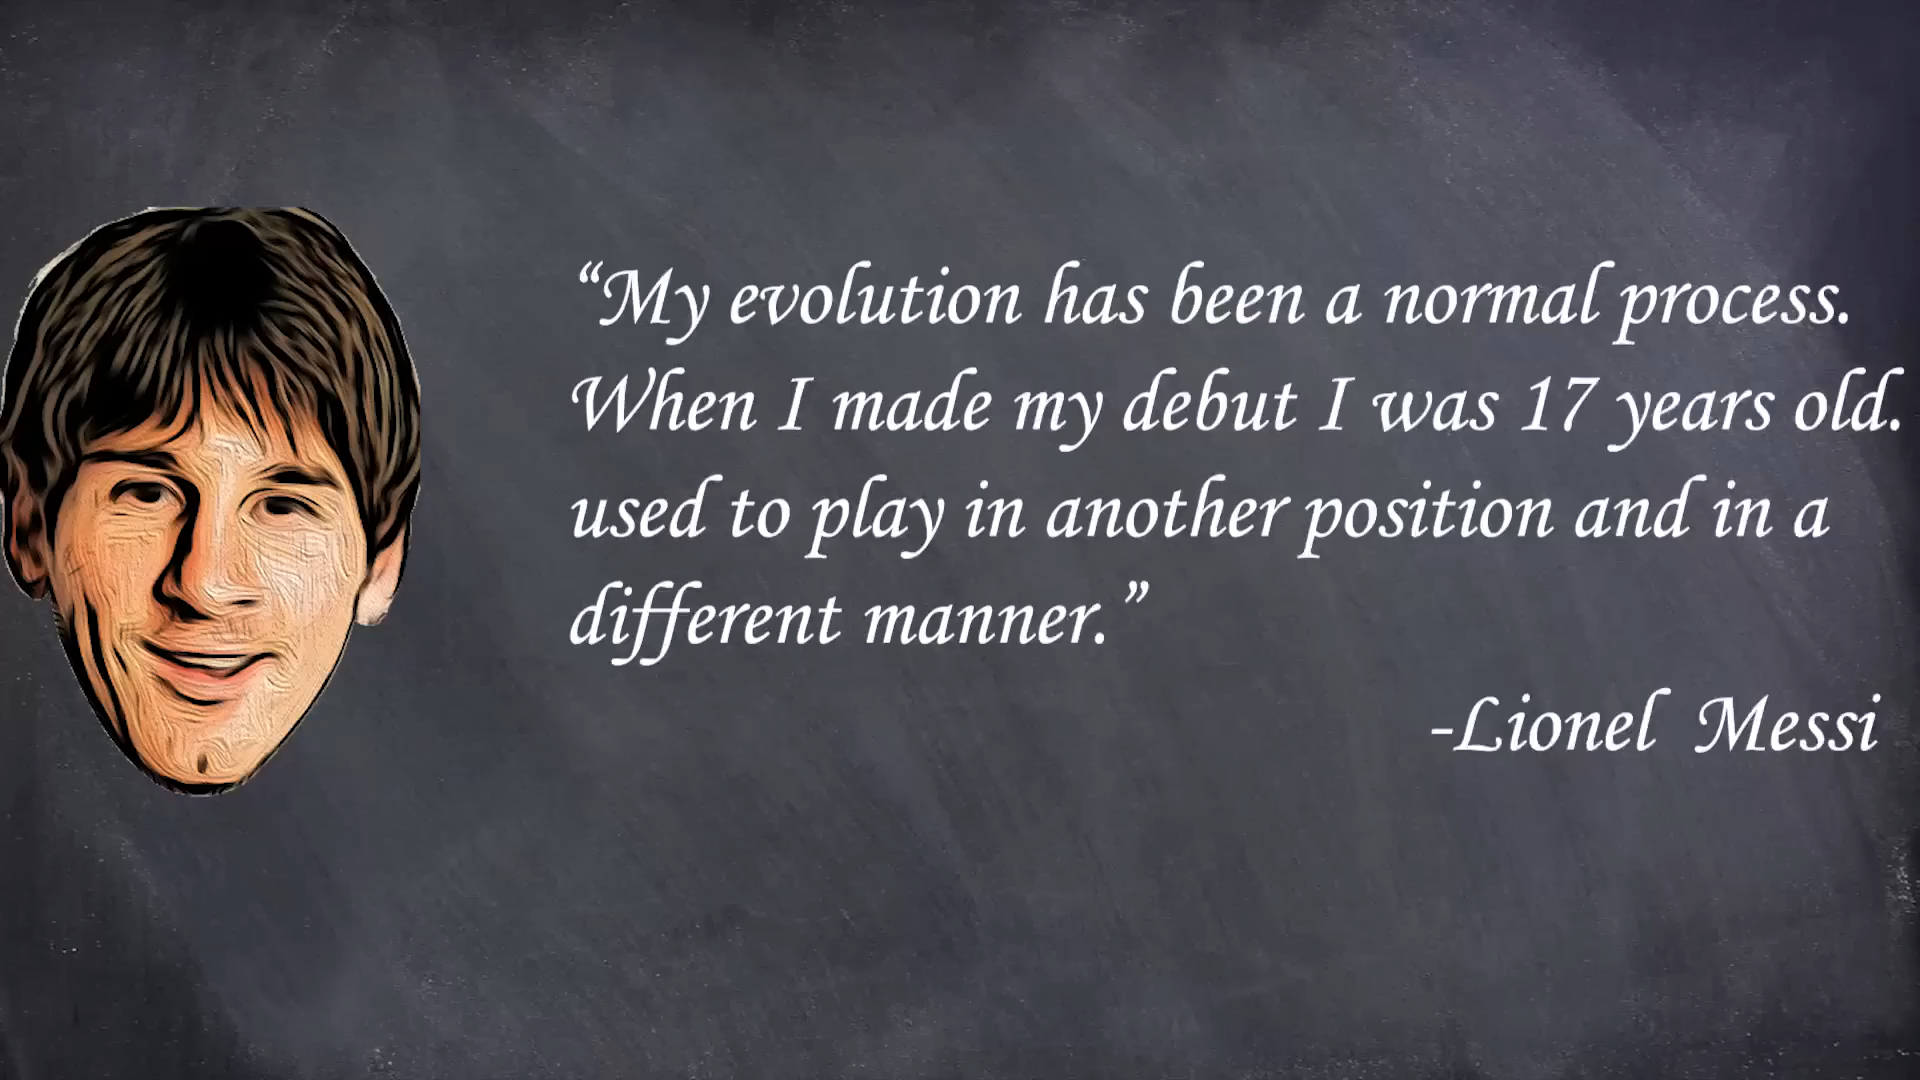 “My evolution has been a normal process.
When I made my debut I was 17 years old.
used to play in another position and in a
different manner.”
-Lionel Messi